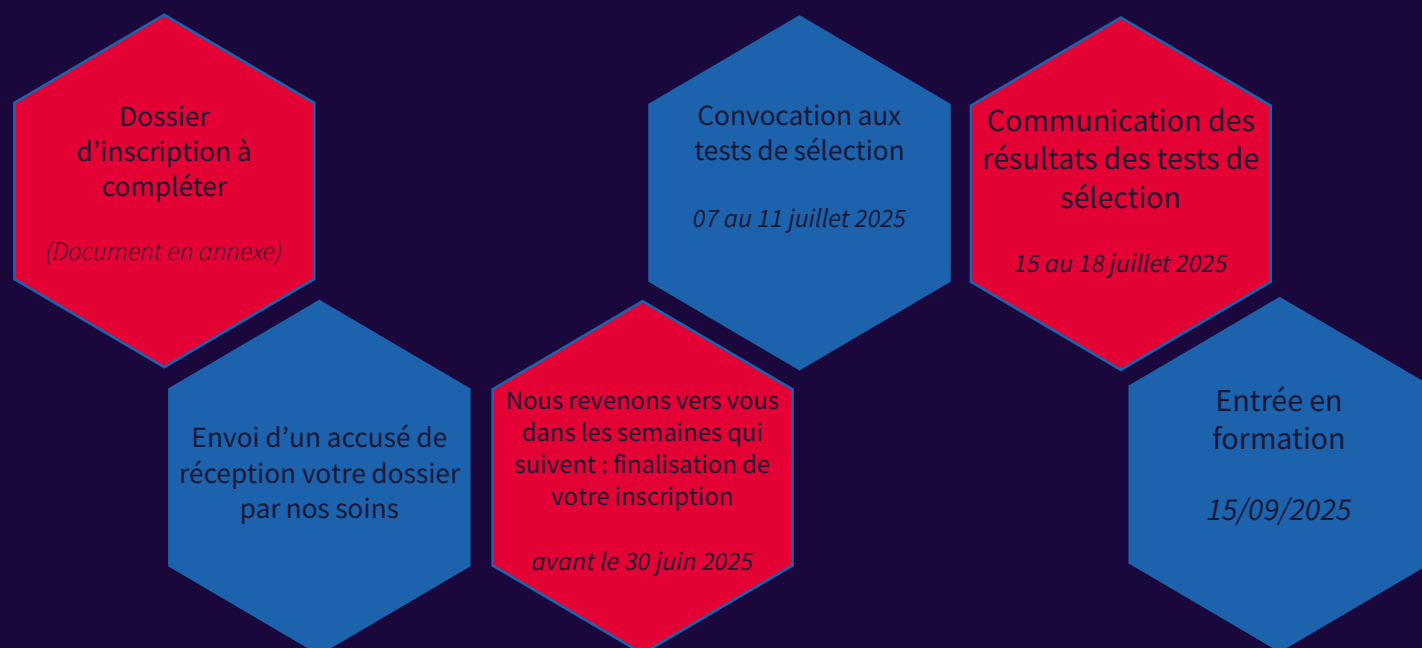 Dossier
d’inscription à
compléter
(Document en annexe)
Envoi d’un accusé de
réception votre dossier
par nos soins
Nous revenons vers vous
dans les semaines qui
suivent : finalisation de
votre inscription
avant le 30 juin 2025
Convocation aux
tests de sélection
07 au 11 juillet 2025
Communication des
résultats des tests de
sélection
15 au 18 juillet 2025
Entrée en
formation
15/09/2025